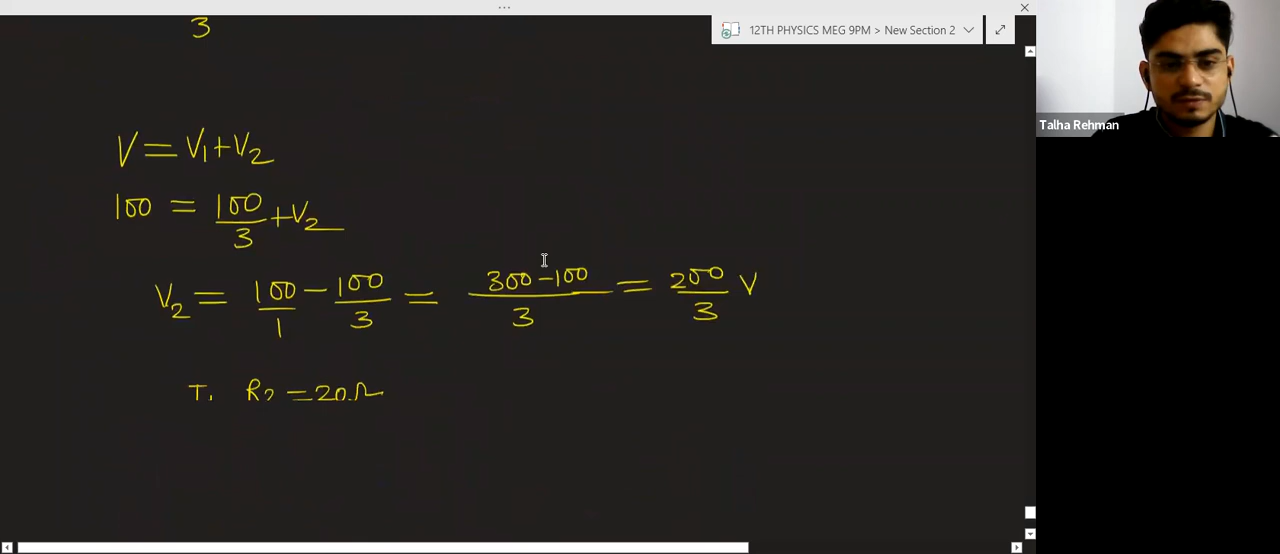 3
12TH PHYSICS MEG 9PM > New Section 2
Talha Rehman
V = V₁ + V₂
100 = 100/3 + V₂
V₂ = 100/1 - 100/3 = 300-100/3 = 200/3 V
R₂ = 20Ω